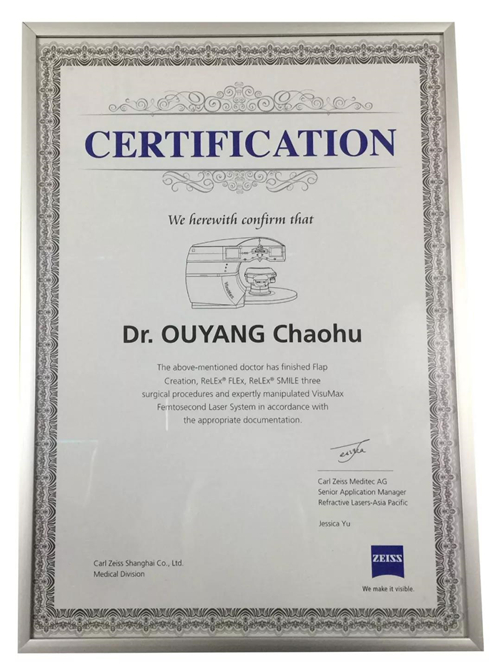 CERTIFICATION
We herewith confirm that
Dr. OUYANG Chaohu
The above-mentioned doctor has finished Flap
Creation, ReLEx® FLEx, ReLEx® SMILE three
surgical procedures and expertly manipulated VisuMax
Femtosecond Laser System in accordance with
the appropriate documentation.
Carl Zeiss Meditec AG
Senior Application Manager
Refractive Lasers-Asia Pacific
Jessica Yu
Carl Zeiss Shanghai Co., Ltd.
Medical Division
ZEISS
We make it visible.